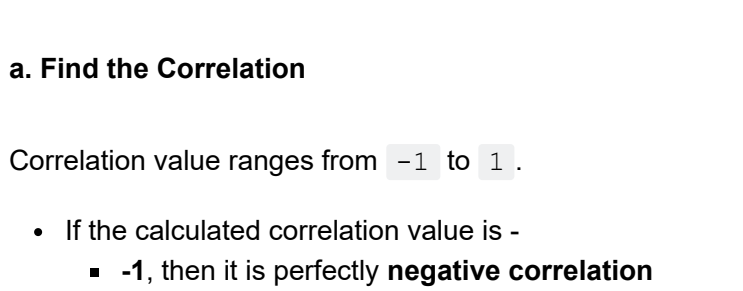 a. Find the Correlation
Correlation value ranges from -1 to 1.
• If the calculated correlation value is -
▪ -1, then it is perfectly negative correlation